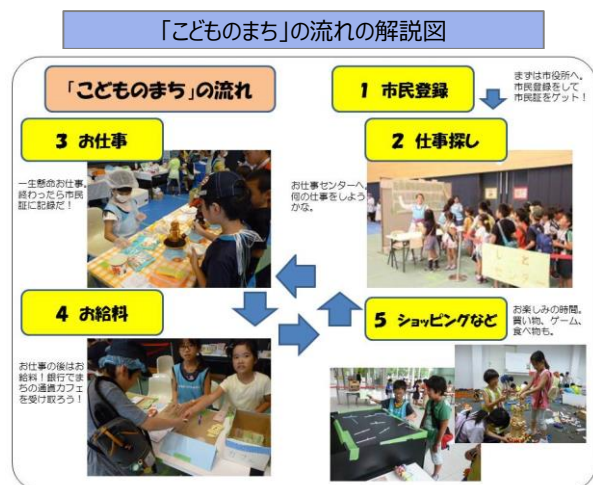 「こどものまち」の流れの解説図
「こどものまち」の流れ
1 市民登録
まずは市役所へ。
市民登録をして
市民証をゲット！
2 仕事探し
お仕事センターへ。
何の仕事をしよう
かな。
しごと
センター
3 お仕事
一生懸命お仕事。
終わったら市民
証に記録だ！
4 お給料
お仕事の後はお
給料！銀行でま
ちの通貨カフェ
を受け取ろう！
5 ショッピングなど
お楽しみの時間。
買い物、ゲーム、
食べ物も。